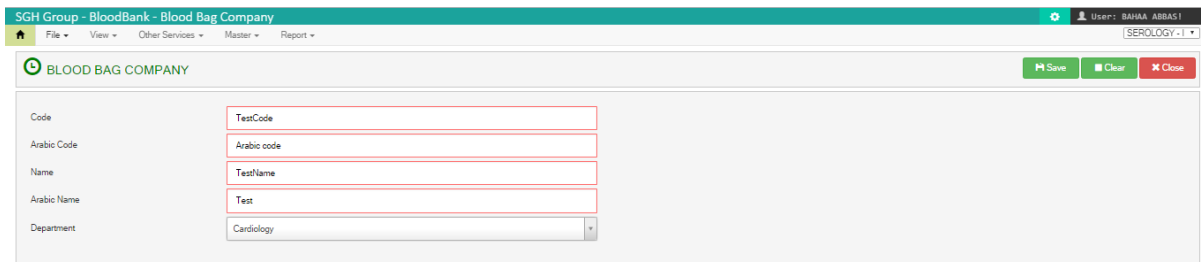 SGH Group - BloodBank - Blood Bag Company User: BAHAA ABBASI
File View Other Services Master Report SEROLOGY - I
BLOOD BAG COMPANY Save Clear Close
Code TestCode
Arabic Code Arabic code
Name TestName
Arabic Name Test
Department Cardiology